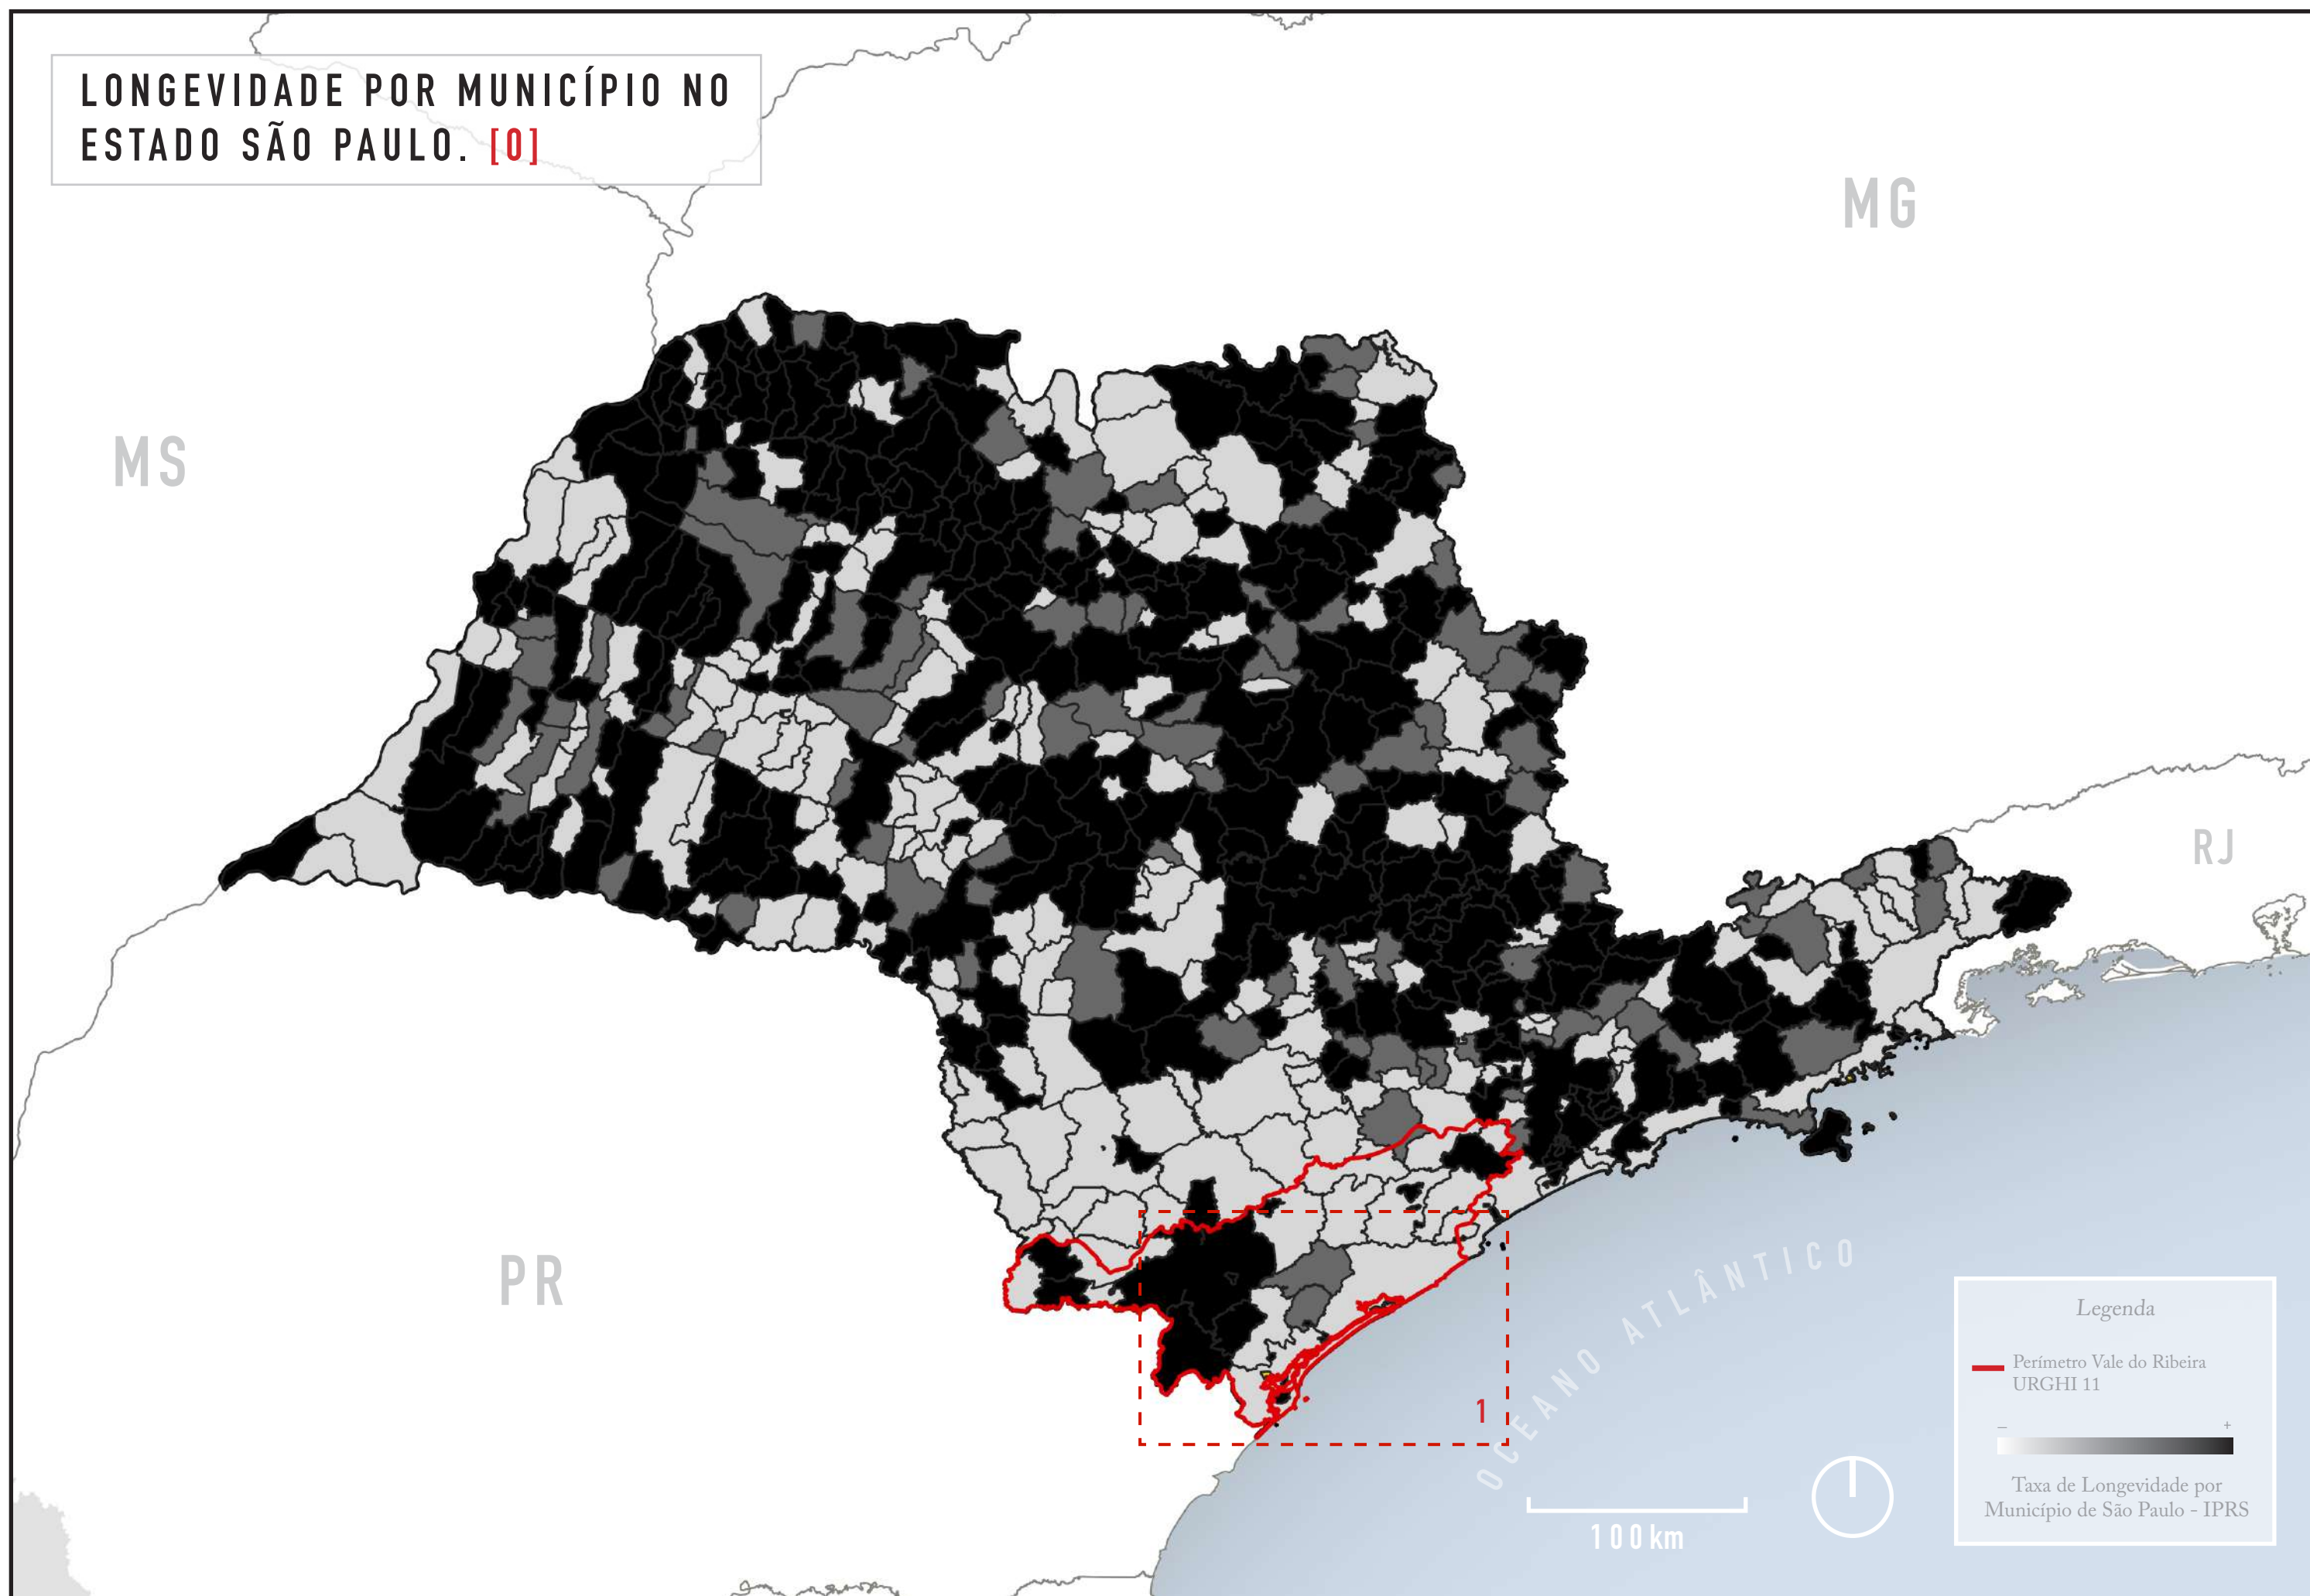 LONGEVIDADE POR MUNICÍPIO NO
ESTADO SÃO PAULO. [0]
MG
MS
RJ
PR
OCEANO ATLÂNTICO
1
100km
Legenda
Perímetro Vale do Ribeira
URGHI 11
– +
Taxa de Longevidade por
Município de São Paulo - IPRS